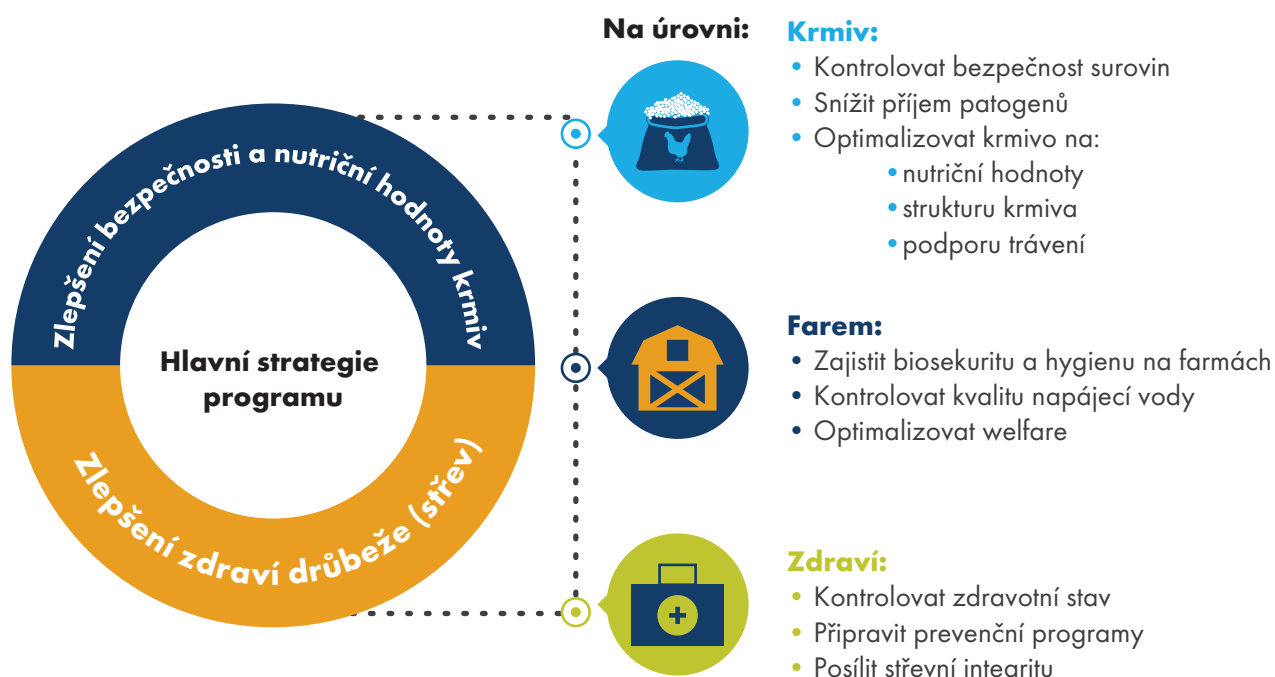 Zlepšení bezpečnosti a nutriční hodnoty krmiv
Hlavní strategie
programu
Zlepšení zdraví drůbeže (střev)
Na úrovni:
Krmiv:
• Kontrolovat bezpečnost surovin
• Snížit příjem patogenů
• Optimalizovat krmivo na:
• nutriční hodnoty
• strukturu krmiva
• podporu trávení
Farem:
• Zajistit biosekuritu a hygienu na farmách
• Kontrolovat kvalitu napájecí vody
• Optimalizovat welfare
Zdraví:
• Kontrolovat zdravotní stav
• Připravit prevenční programy
• Posílit střevní integritu